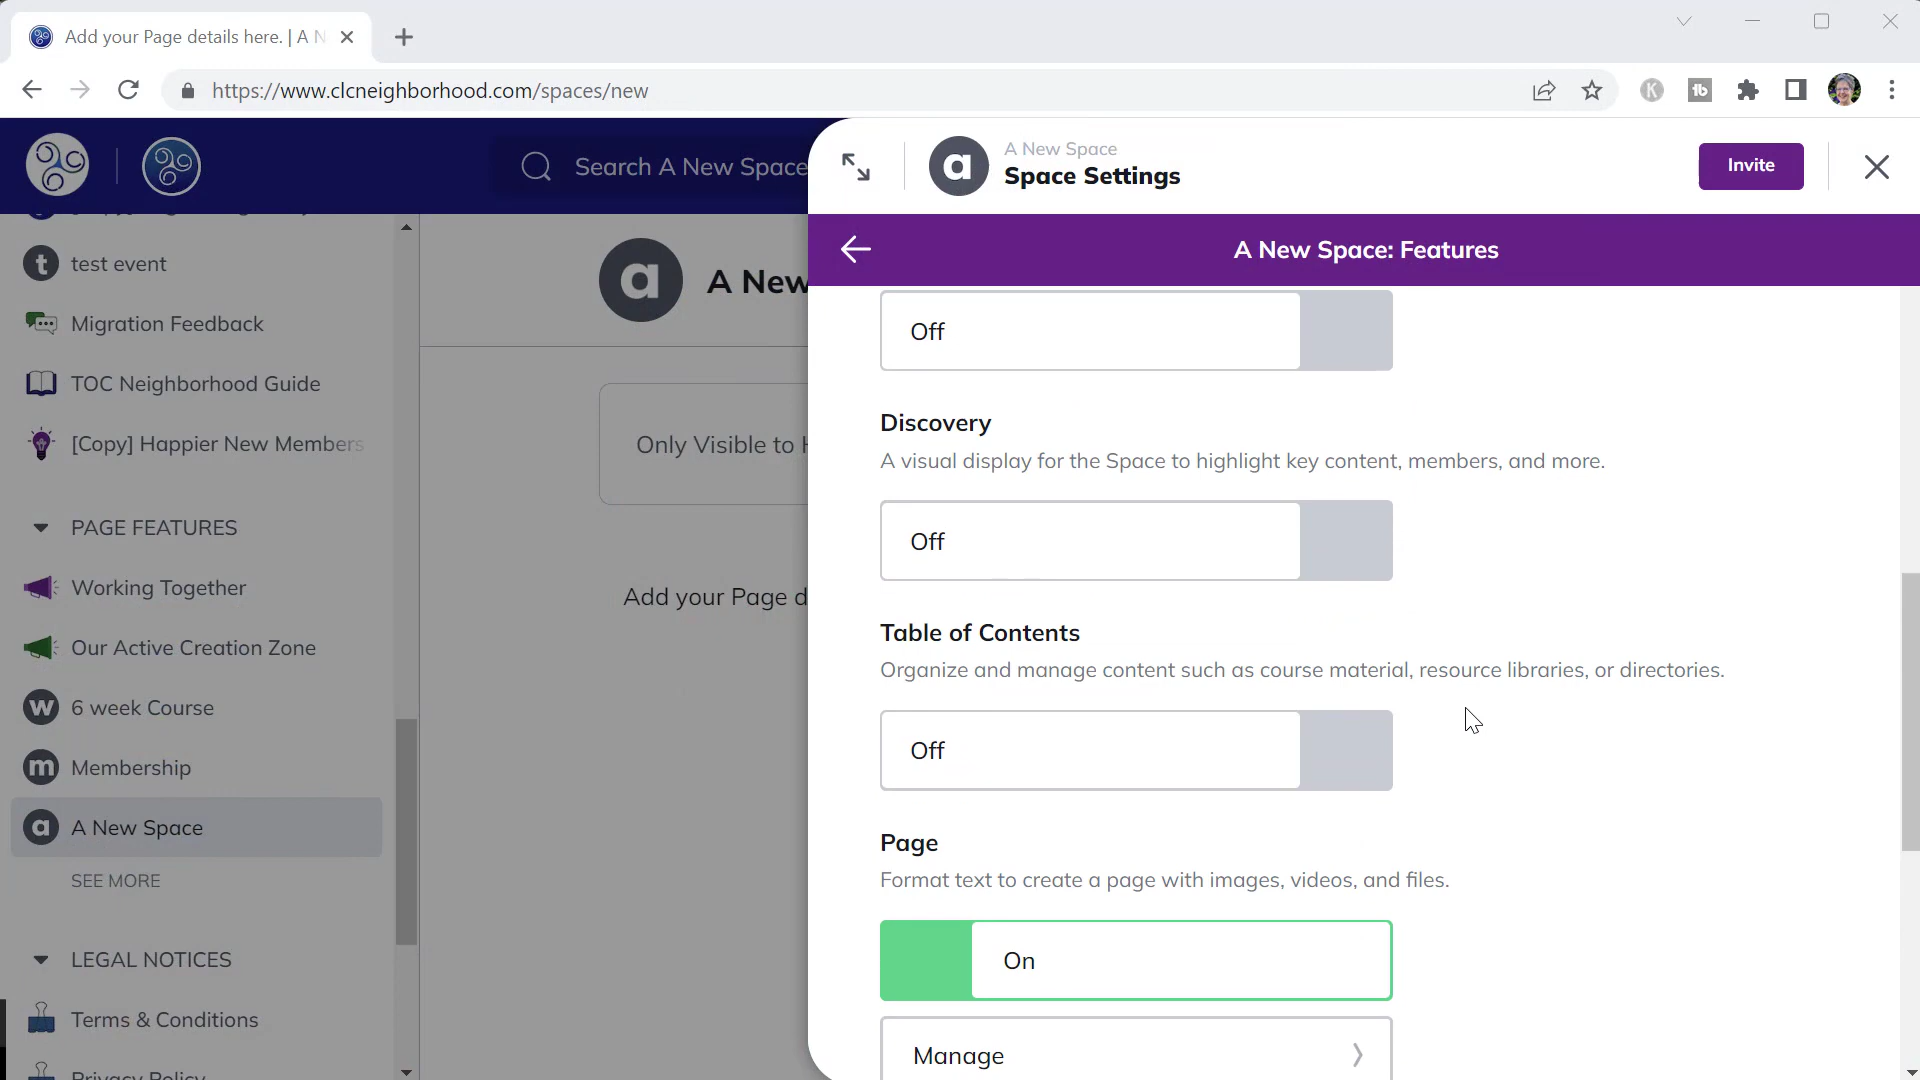 Add your Page details here. | A N
https://www.clcneighborhood.com/spaces/new
K
tb
Search A New Space
a
A New Space
Space Settings
Invite
A New Space: Features
t
test event
Migration Feedback
TOC Neighborhood Guide
[Copy] Happier New Members
PAGE FEATURES
Working Together
Our Active Creation Zone
w
6 week Course
m
Membership
a
A New Space
SEE MORE
LEGAL NOTICES
Terms & Conditions
Privacy Policy
a
A New
Only Visible to H
Add your Page d
Off
Discovery
A visual display for the Space to highlight key content, members, and more.
Off
Table of Contents
Organize and manage content such as course material, resource libraries, or directories.
Off
Page
Format text to create a page with images, videos, and files.
On
Manage